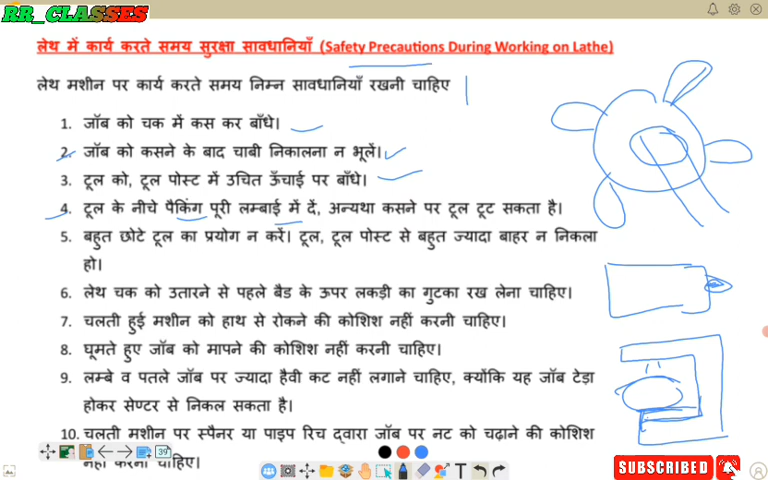 RR_CLASSES
लेथ में कार्य करते समय सुरक्षा सावधानियाँ (Safety Precautions During Working on Lathe)
लेथ मशीन पर कार्य करते समय निम्न सावधानियाँ रखनी चाहिए
1. जॉब को चक में कस कर बाँधे।
2. जॉब को कसने के बाद चाबी निकालना न भूलें।
3. टूल को, टूल पोस्ट में उचित ऊँचाई पर बाँधे।
4. टूल के नीचे पैकिंग पूरी लम्बाई में दें, अन्यथा कसने पर टूल टूट सकता है।
5. बहुत छोटे टूल का प्रयोग न करें। टूल, टूल पोस्ट से बहुत ज्यादा बाहर न निकला
हो।
6. लेथ चक को उतारने से पहले बैड के ऊपर लकड़ी का गुटका रख लेना चाहिए।
7. चलती हुई मशीन को हाथ से रोकने की कोशिश नहीं करनी चाहिए।
8. घूमते हुए जॉब को मापने की कोशिश नहीं करनी चाहिए।
9. लम्बे व पतले जॉब पर ज्यादा हैवी कट नहीं लगाने चाहिए, क्योंकि यह जॉब टेड़ा
होकर सेण्टर से निकल सकता है।
10. चलती मशीन पर स्पैनर या पाइप रिच द्वारा जॉब पर नट को चढ़ाने की कोशिश
नहीं करनी चाहिए।
39
T
SUBSCRIBED